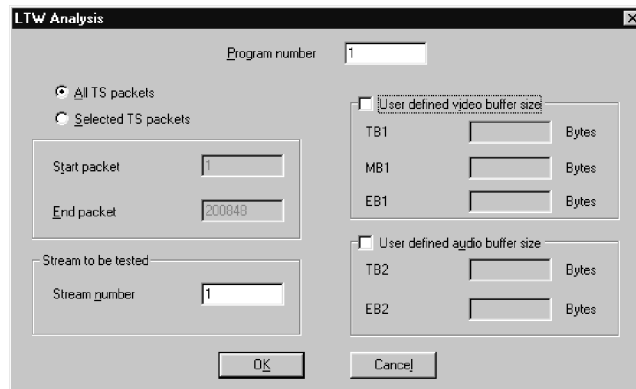 LTW Analysis
Program number 1
All TS packets
Selected TS packets
Start packet 1
End packet 200848
Stream to be tested
Stream number 1
User defined video buffer size
TB1 Bytes
MB1 Bytes
EB1 Bytes
User defined audio buffer size
TB2 Bytes
EB2 Bytes
OK
Cancel